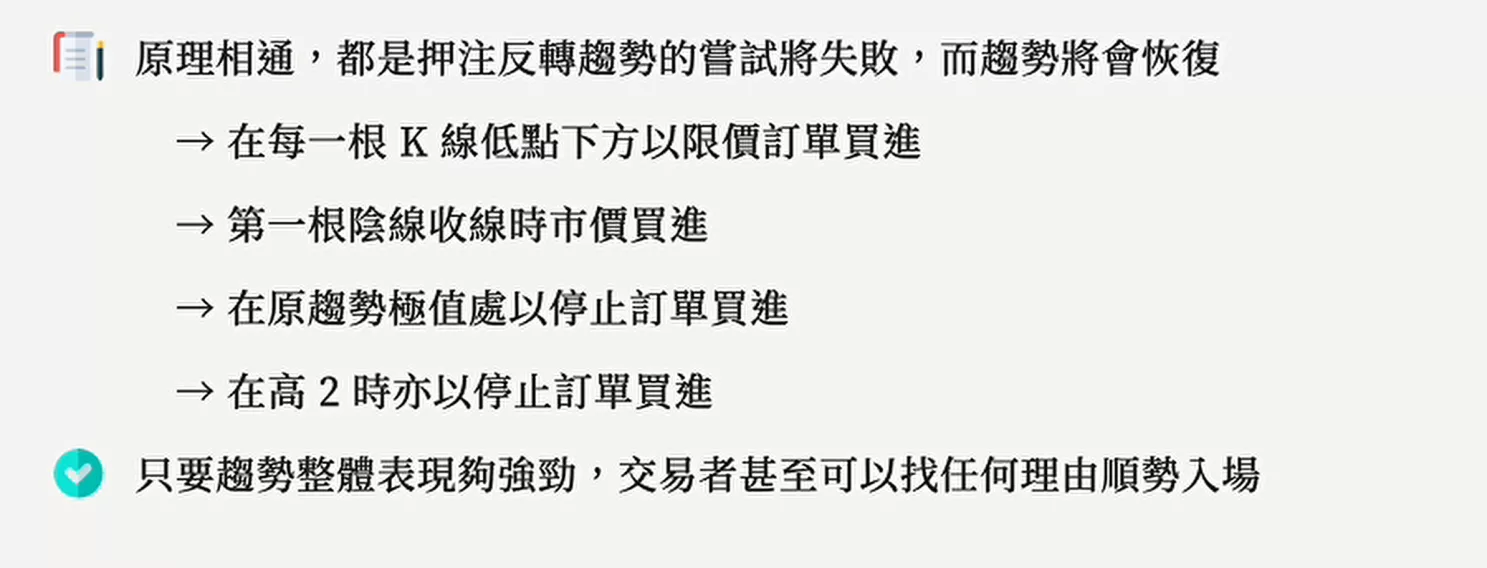 原理相通，都是押注反轉趨勢的嘗試將失敗，而趨勢將會恢復
→ 在每一根 K 線低點下方以限價訂單買進
→ 第一根陰線收線時市價買進
→ 在原趨勢極值處以停止訂單買進
→ 在高 2 時亦以停止訂單買進
只要趨勢整體表現夠強勁，交易者甚至可以找任何理由順勢入場